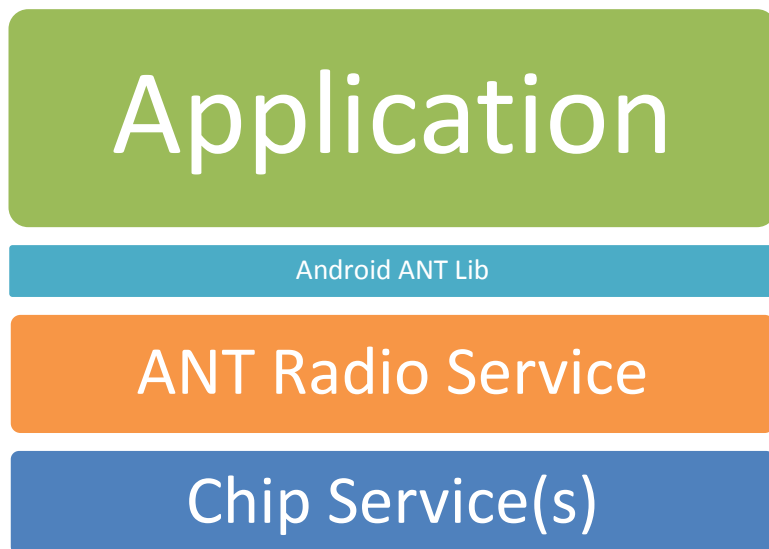 Application
Android ANT Lib
ANT Radio Service
Chip Service(s)